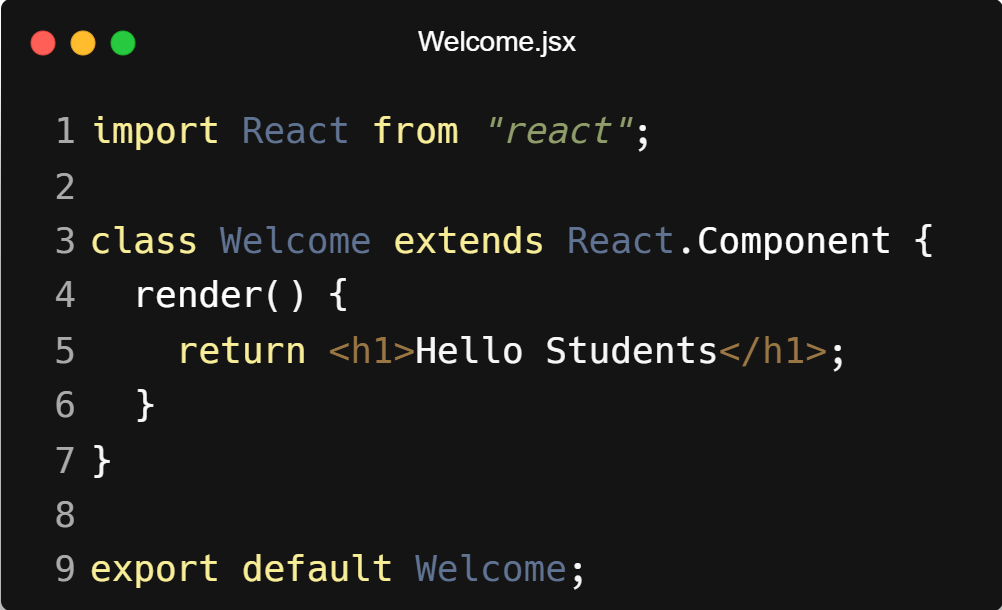 Welcome.jsx
1 import React from "react";
2
3 class Welcome extends React.Component {
4   render() {
5     return <h1>Hello Students</h1>;
6   }
7 }
8
9 export default Welcome;